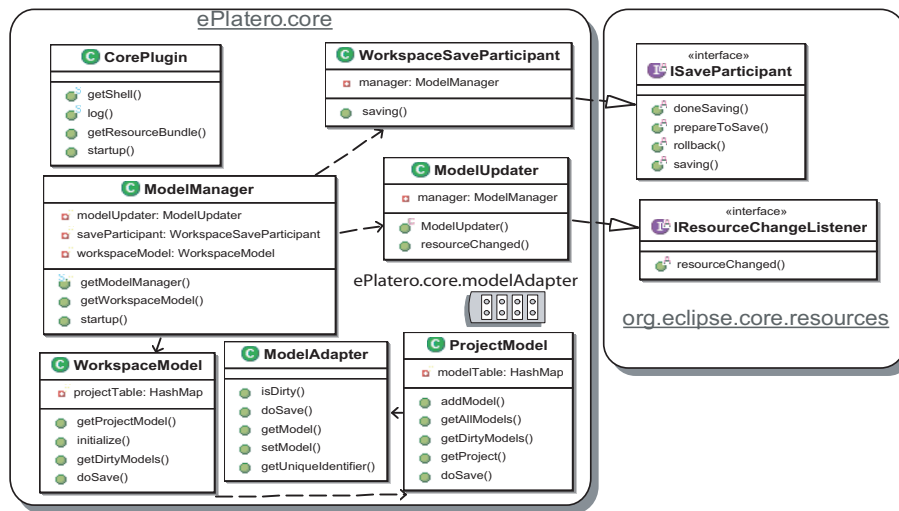 ePlatero.core
CorePlugin
getShell()
log()
getResourceBundle()
startup()
WorkspaceSaveParticipant
manager: ModelManager
saving()
«interface»
ISaveParticipant
doneSaving()
prepareToSave()
rollback()
saving()
ModelManager
modelUpdater: ModelUpdater
saveParticipant: WorkspaceSaveParticipant
workspaceModel: WorkspaceModel
getModelManager()
getWorkspaceModel()
startup()
ModelUpdater
manager: ModelManager
ModelUpdater()
resourceChanged()
«interface»
IResourceChangeListener
resourceChanged()
ePlatero.core.modelAdapter
org.eclipse.core.resources
WorkspaceModel
projectTable: HashMap
getProjectModel()
initialize()
getDirtyModels()
doSave()
ModelAdapter
isDirty()
doSave()
getModel()
setModel()
getUniqueIdentifier()
ProjectModel
modelTable: HashMap
addModel()
getAllModels()
getDirtyModels()
getProject()
doSave()